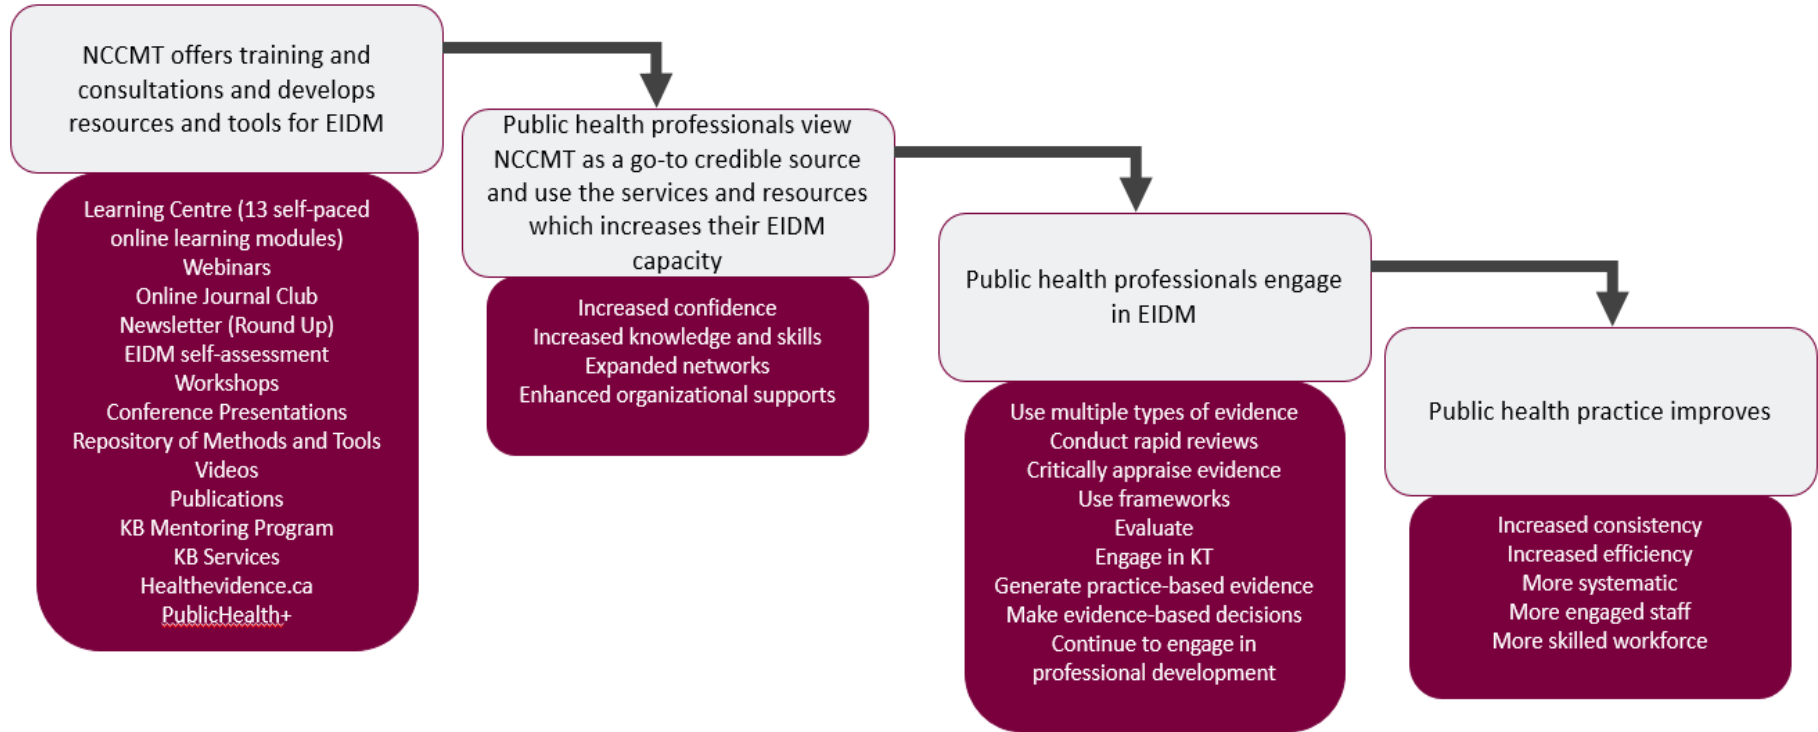 NCCMT offers training and
consultations and develops
resources and tools for EIDM
Learning Centre (13 self-paced
online learning modules)
Webinars
Online Journal Club
Newsletter (Round Up)
EIDM self-assessment
Workshops
Conference Presentations
Repository of Methods and Tools
Videos
Publications
KB Mentoring Program
KB Services
Healthevidence.ca
PublicHealth+
Public health professionals view
NCCMT as a go-to credible source
and use the services and resources
which increases their EIDM
capacity
Increased confidence
Increased knowledge and skills
Expanded networks
Enhanced organizational supports
Public health professionals engage
in EIDM
Use multiple types of evidence
Conduct rapid reviews
Critically appraise evidence
Use frameworks
Evaluate
Engage in KT
Generate practice-based evidence
Make evidence-based decisions
Continue to engage in
professional development
Public health practice improves
Increased consistency
Increased efficiency
More systematic
More engaged staff
More skilled workforce